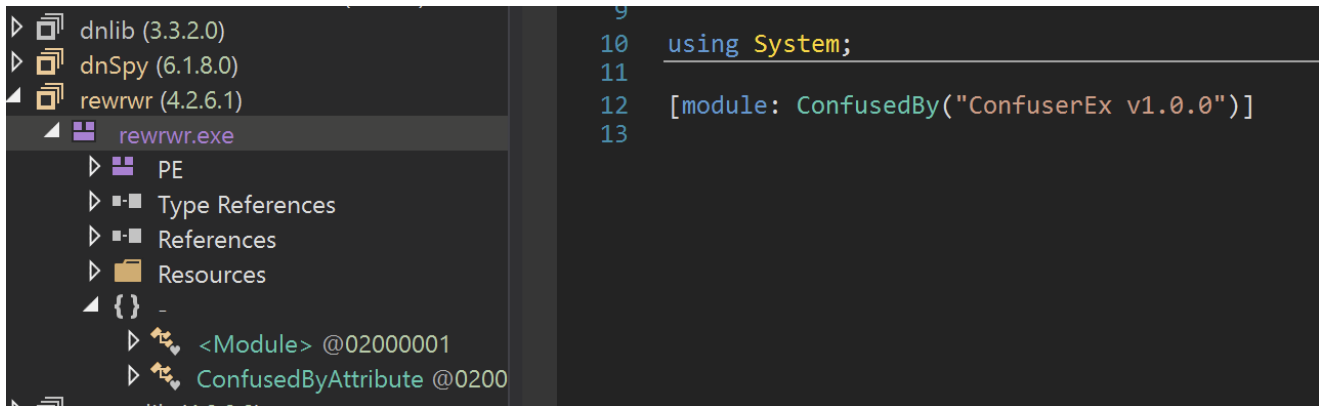 dnlib (3.3.2.0)
dnSpy (6.1.8.0)
rewrwr (4.2.6.1)
rewrwr.exe
PE
Type References
References
Resources
{ } -
<Module> @02000001
ConfusedByAttribute @0200
9
10 using System;
11
12 [module: ConfusedBy("ConfuserEx v1.0.0")]
13